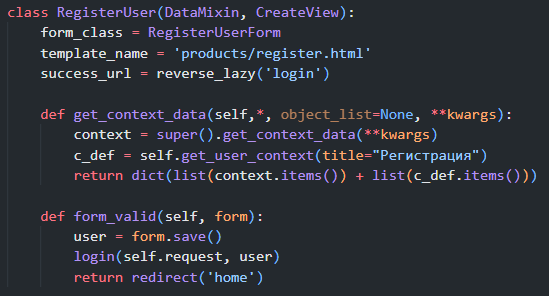 class RegisterUser(DataMixin, CreateView):
    form_class = RegisterUserForm
    template_name = 'products/register.html'
    success_url = reverse_lazy('login')

    def get_context_data(self,*, object_list=None, **kwargs):
        context = super().get_context_data(**kwargs)
        c_def = self.get_user_context(title="Регистрация")
        return dict(list(context.items()) + list(c_def.items()))

    def form_valid(self, form):
        user = form.save()
        login(self.request, user)
        return redirect('home')